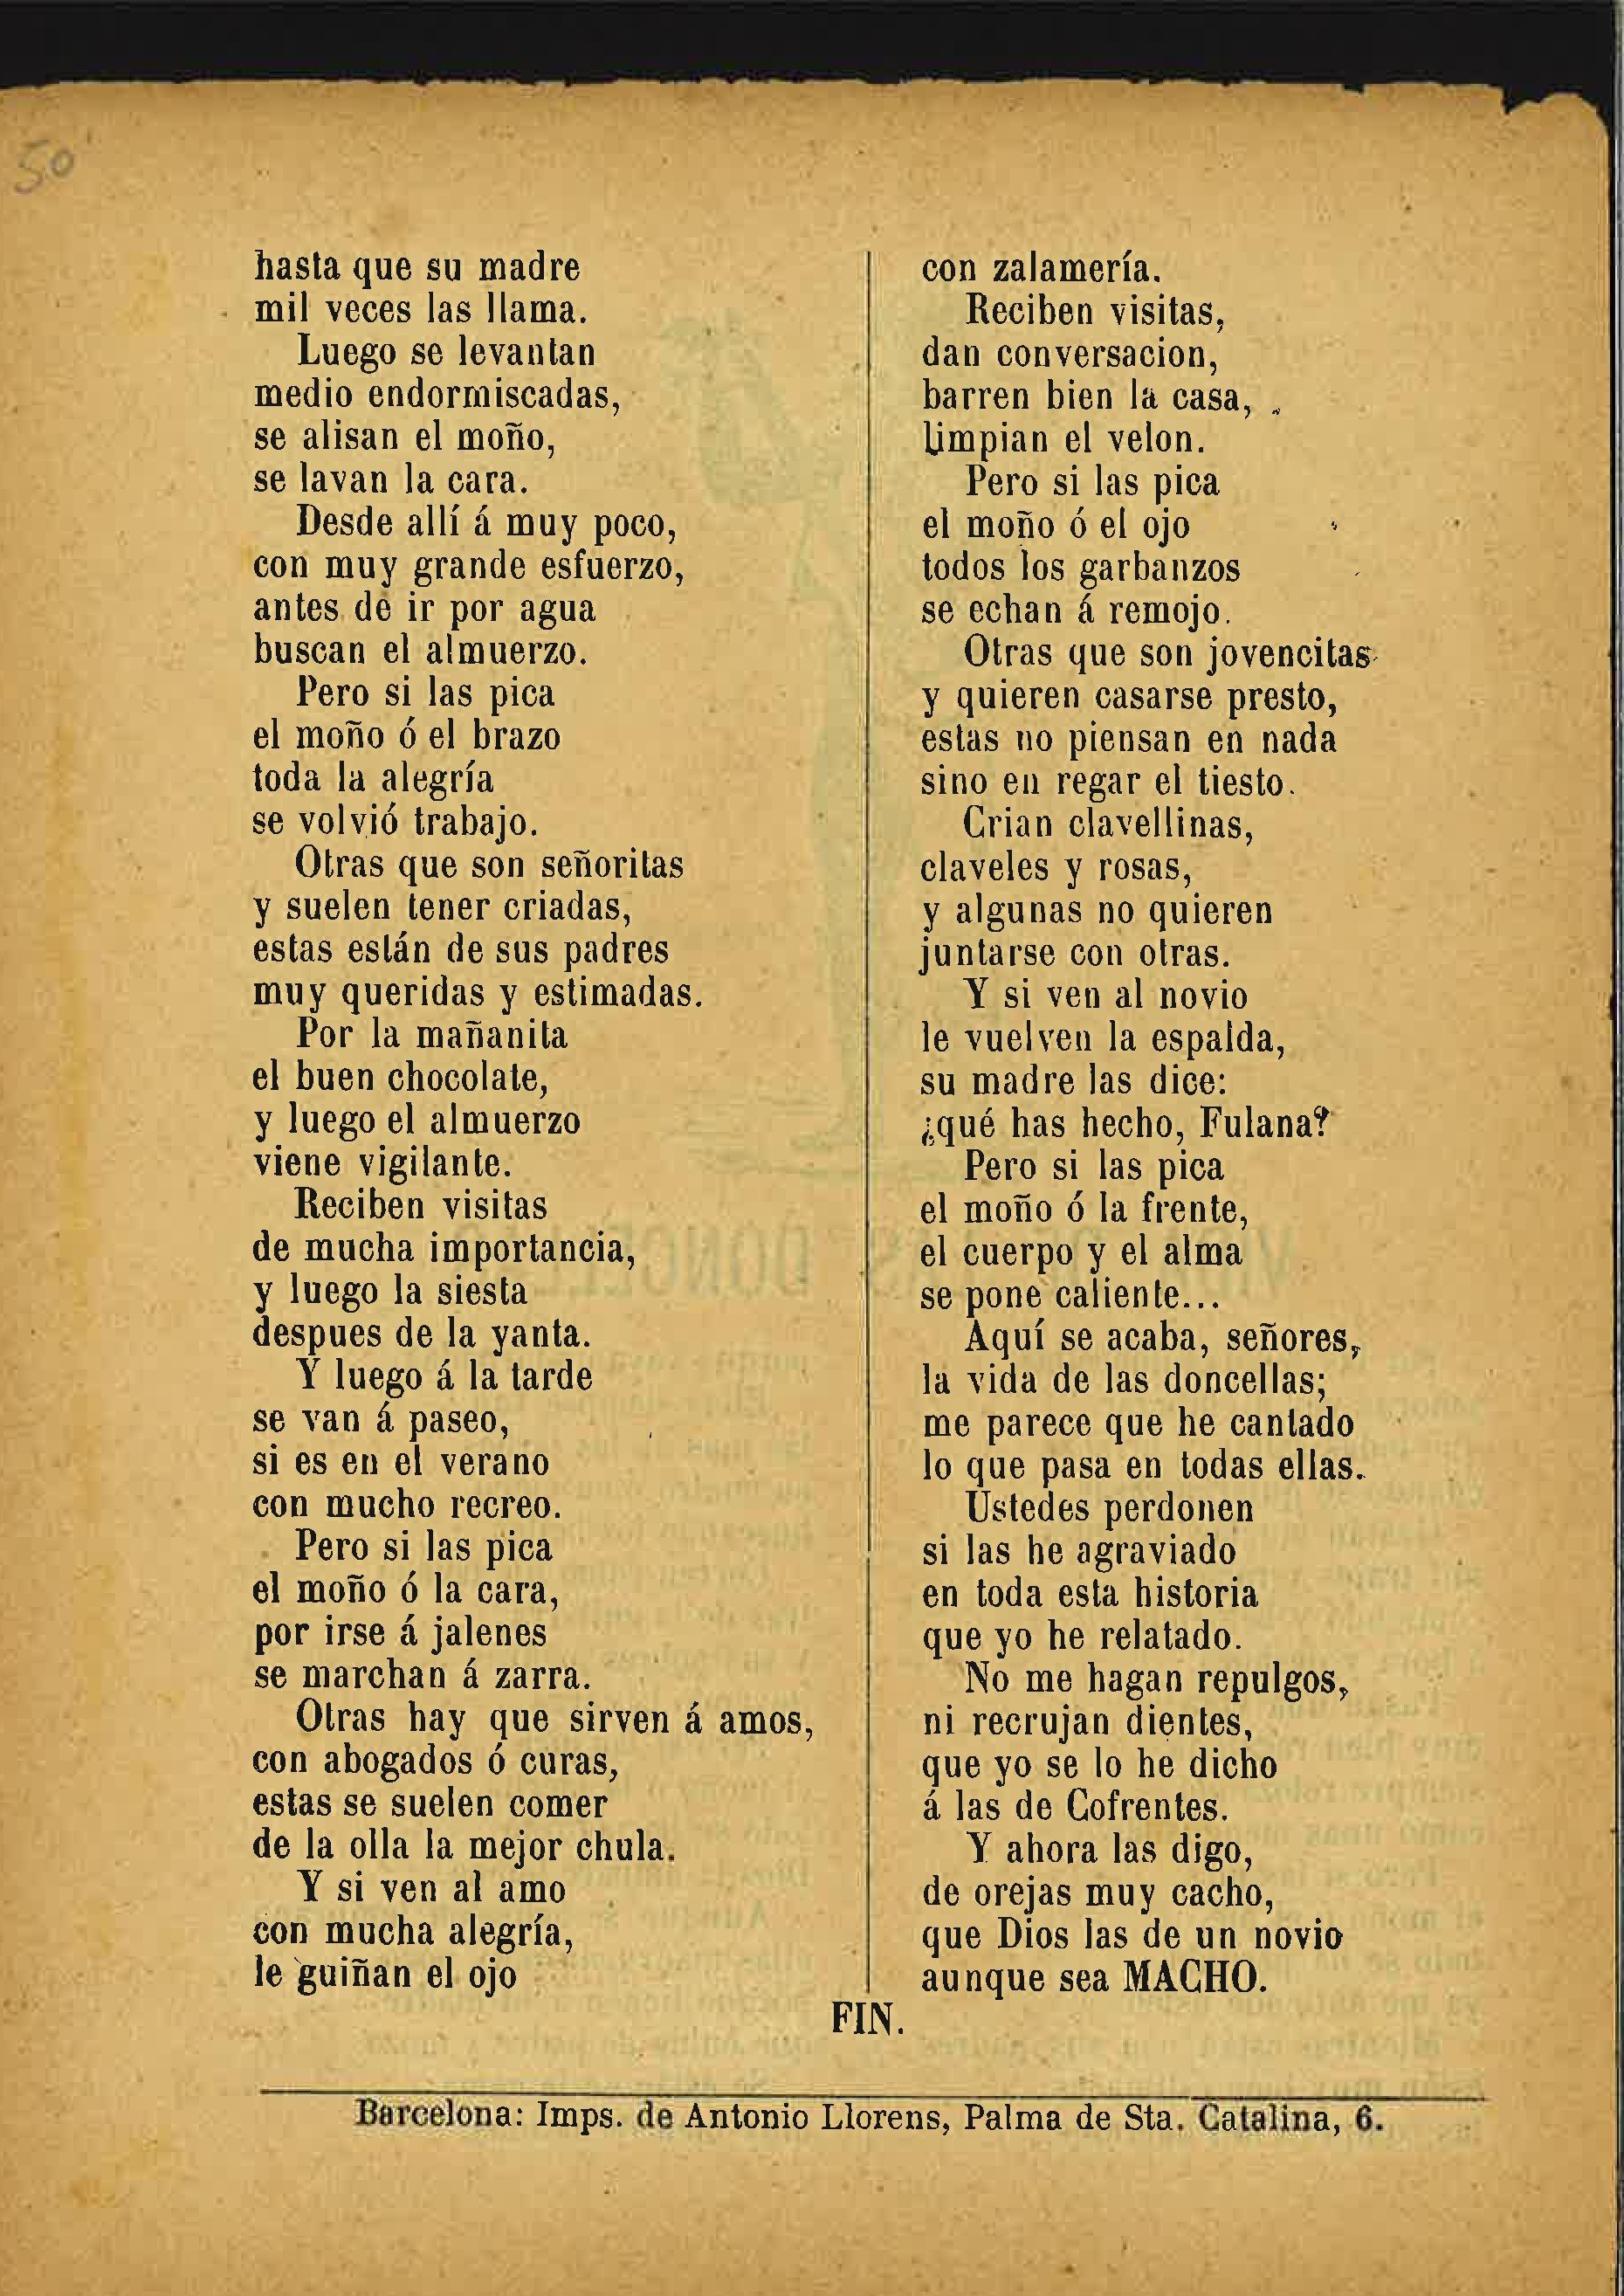 50
hasta que su madre
mil veces las llama.
Luego se levantan
medio endormiscadas,
se alisan el moño,
se lavan la cara.
Desde allí á muy poco,
con muy grande esfuerzo,
antes de ir por agua
buscan el almuerzo.
Pero si las pica
el moño ó el brazo
toda la alegría
se volvió trabajo.
Otras que son señoritas
y suelen tener criadas,
estas están de sus padres
muy queridas y estimadas.
Por la mañanita
el buen chocolate,
y luego el almuerzo
viene vigilante.
Reciben visitas
de mucha importancia,
y luego la siesta
despues de la yanta.
Y luego á la tarde
se van á paseo,
si es en el verano
con mucho recreo.
Pero si las pica
el moño ó la cara,
por irse á jalenes
se marchan á zarra.
Otras hay que sirven á amos,
con abogados ó curas,
estas se suelen comer
de la olla la mejor chula.
Y si ven al amo
con mucha alegría,
le guiñan el ojo
con zalamería.
Reciben visitas,
dan conversacion,
barren bien la casa,
limpian el velon.
Pero si las pica
el moño ó el ojo
todos los garbanzos
se echan á remojo.
Otras que son jovencitas
y quieren casarse presto,
estas no piensan en nada
sino en regar el tiesto.
Crian clavellinas,
claveles y rosas,
y algunas no quieren
juntarse con otras.
Y si ven al novio
le vuelven la espalda,
su madre las dice:
¿qué has hecho, Fulana?
Pero si las pica
el moño ó la frente,
el cuerpo y el alma
se pone caliente...
Aquí se acaba, señores,
la vida de las doncellas;
me parece que he cantado
lo que pasa en todas ellas.
Ustedes perdonen
si las he agraviado
en toda esta historia
que yo he relatado.
No me hagan repulgos,
ni recrujan dientes,
que yo se lo he dicho
á las de Cofrentes.
Y ahora las digo,
de orejas muy cacho,
que Dios las de un novio
aunque sea MACHO.
FIN.
Barcelona: Imps. de Antonio Llorens, Palma de Sta. Catalina, 6.